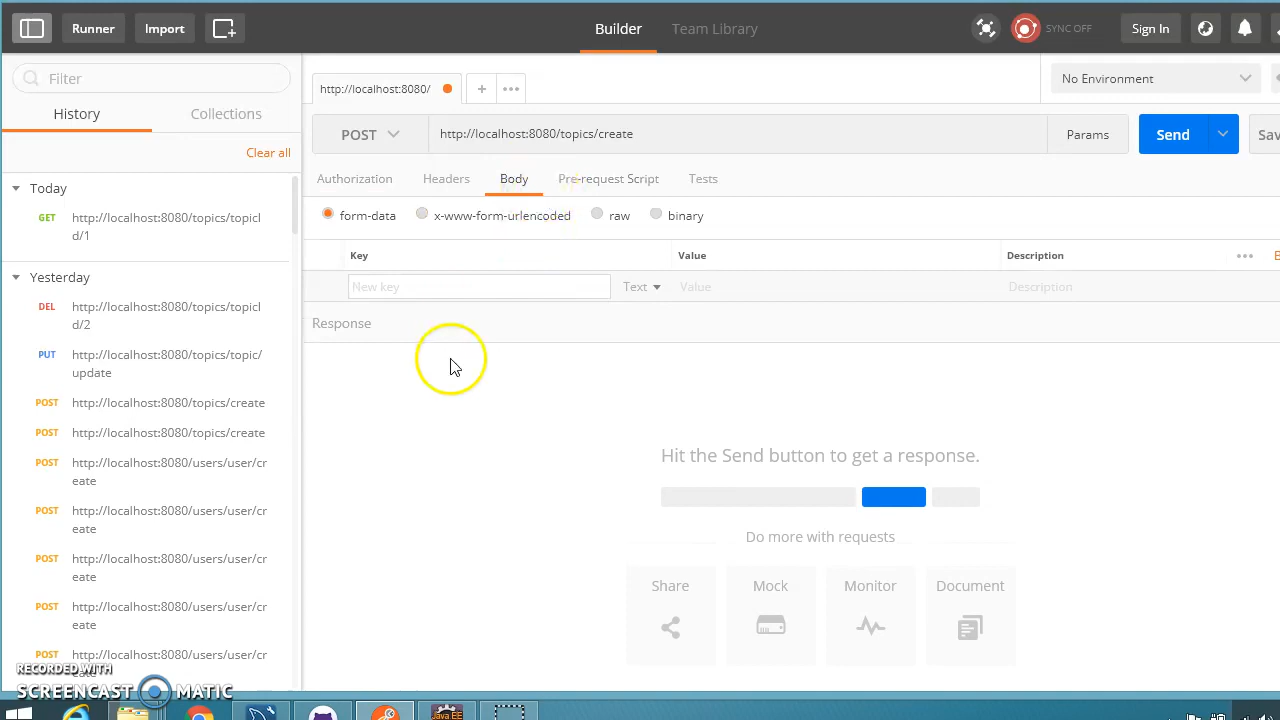 Runner
Import
Builder
Team Library
SYNC OFF
Sign In
Filter
History
Collections
Clear all
Today
GET
http://localhost:8080/topics/topicI
d/1
Yesterday
DEL
http://localhost:8080/topics/topicI
d/2
PUT
http://localhost:8080/topics/topic/
update
POST
http://localhost:8080/topics/create
POST
http://localhost:8080/topics/create
POST
http://localhost:8080/users/user/cr
eate
POST
http://localhost:8080/users/user/cr
eate
POST
http://localhost:8080/users/user/cr
eate
POST
http://localhost:8080/users/user/cr
eate
POST
http://localhost:8080/users/user/cr
http://localhost:8080/
No Environment
POST
http://localhost:8080/topics/create
Params
Send
Authorization
Headers
Body
Pre-request Script
Tests
form-data
x-www-form-urlencoded
raw
binary
Key
Value
Description
New key
Text
Value
Description
Response
Hit the Send button to get a response.
Do more with requests
Share
Mock
Monitor
Document
RECORDED WITH
SCREENCAST MATIC
Java EE